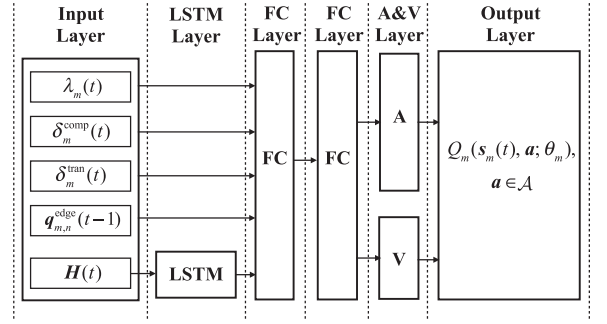 Input Layer
LSTM Layer
FC Layer
FC Layer
A&V Layer
Output Layer
λ_m(t)
δ_m^comp(t)
δ_m^tran(t)
q_{m,n}^edge(t−1)
H(t)
LSTM
FC
FC
A
V
Q_m(s_m(t), a; θ_m),
a ∈ 𝒜